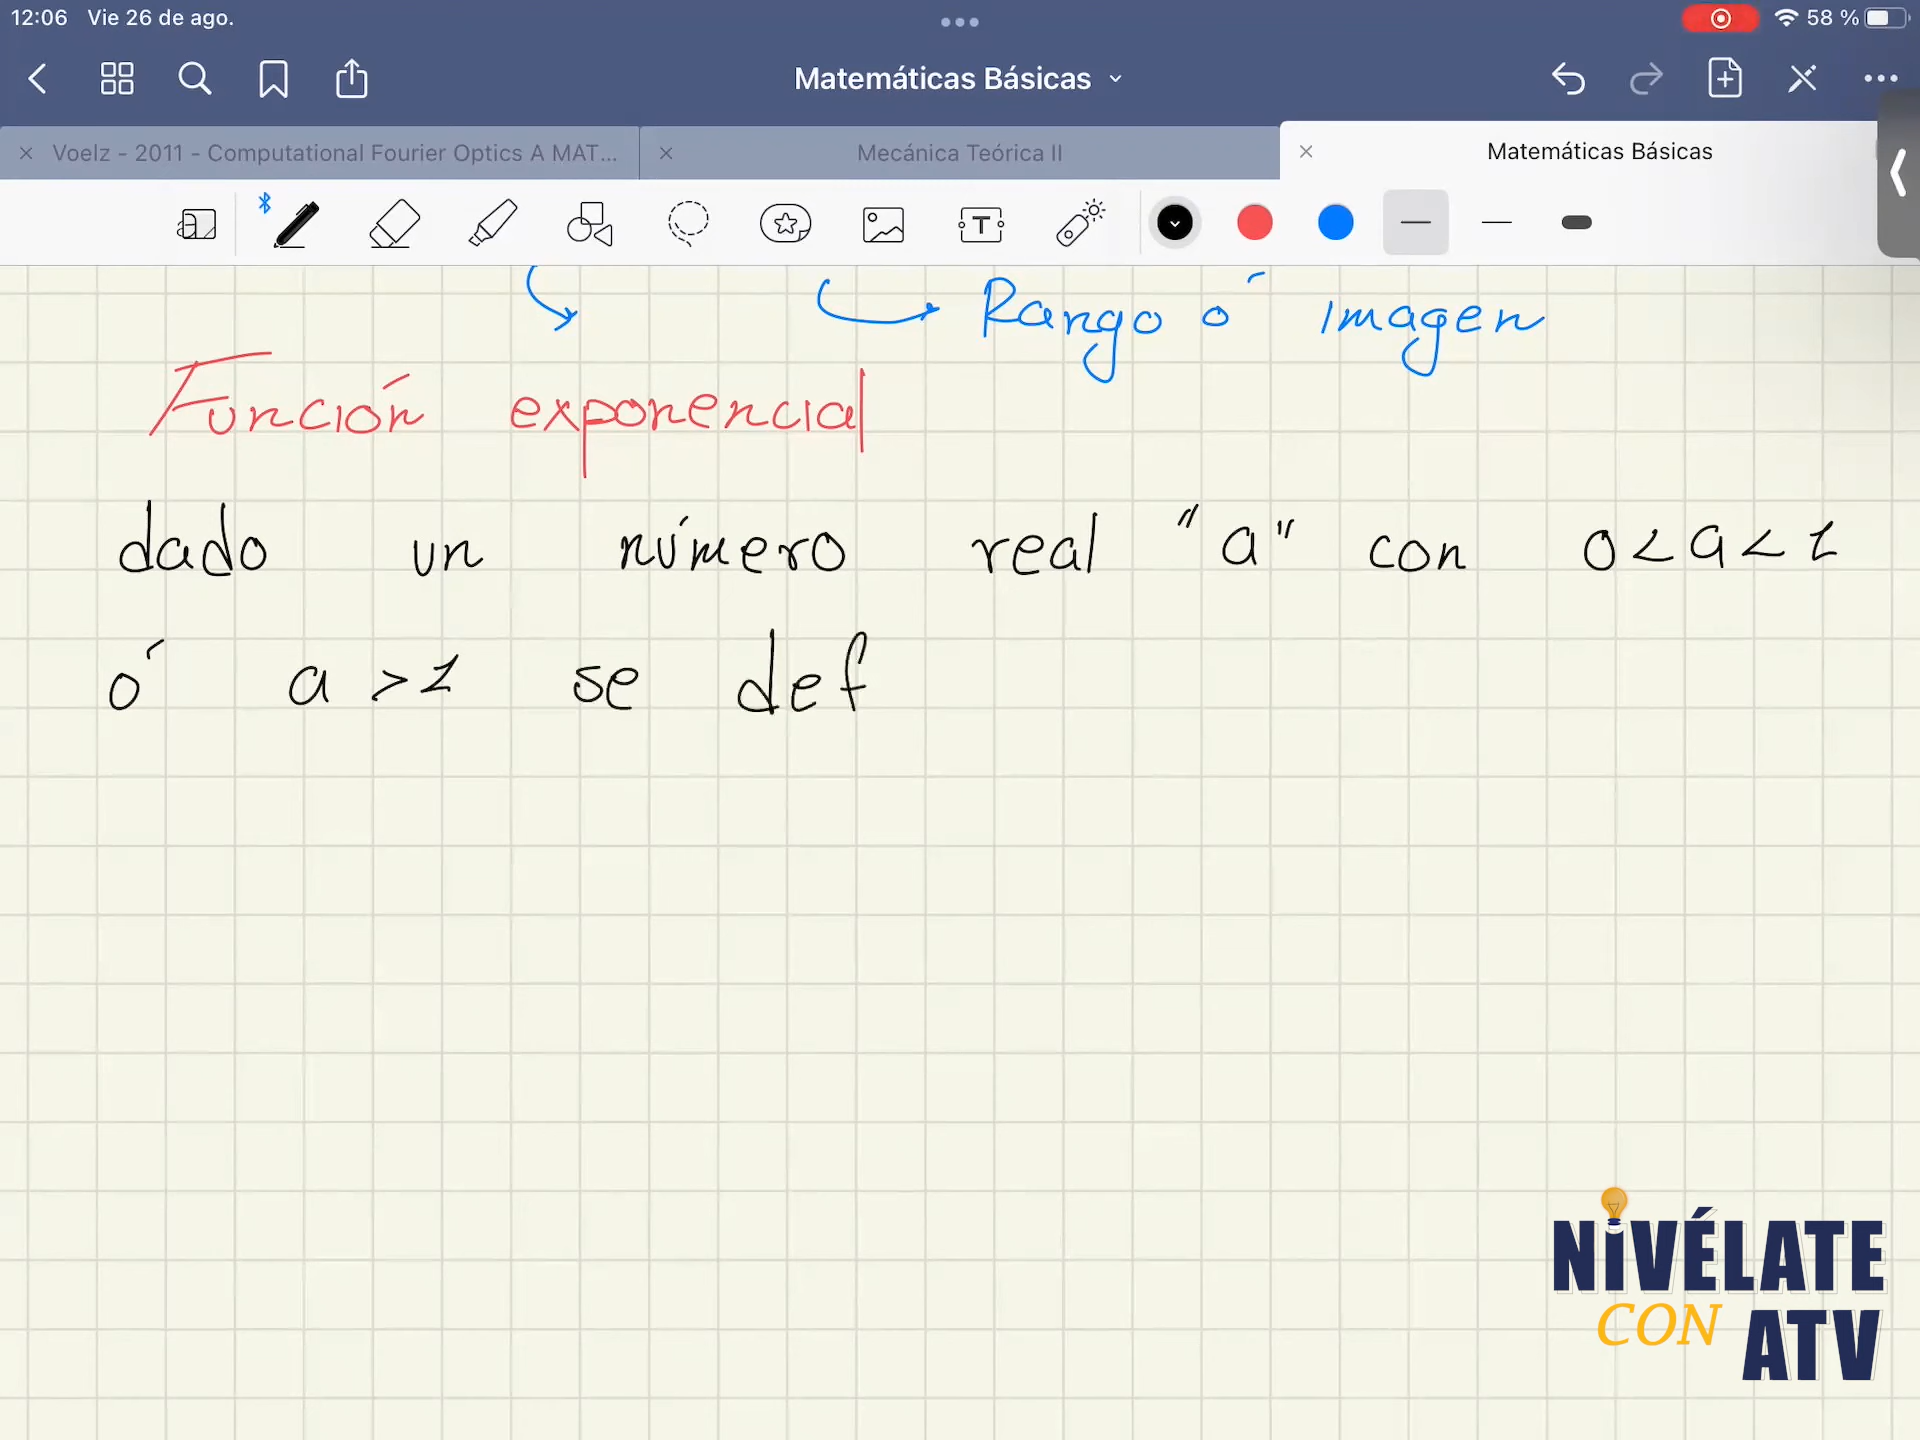 12:06 Vie 26 de ago. 58 %
Matemáticas Básicas
Voelz - 2011 - Computational Fourier Optics A MAT... Mecánica Teórica II Matemáticas Básicas
Rango ó imagen
Función exponencial
dado un número real "a" con 0<a<1
ó a >1 se def
NIVÉLATE
CON
ATV